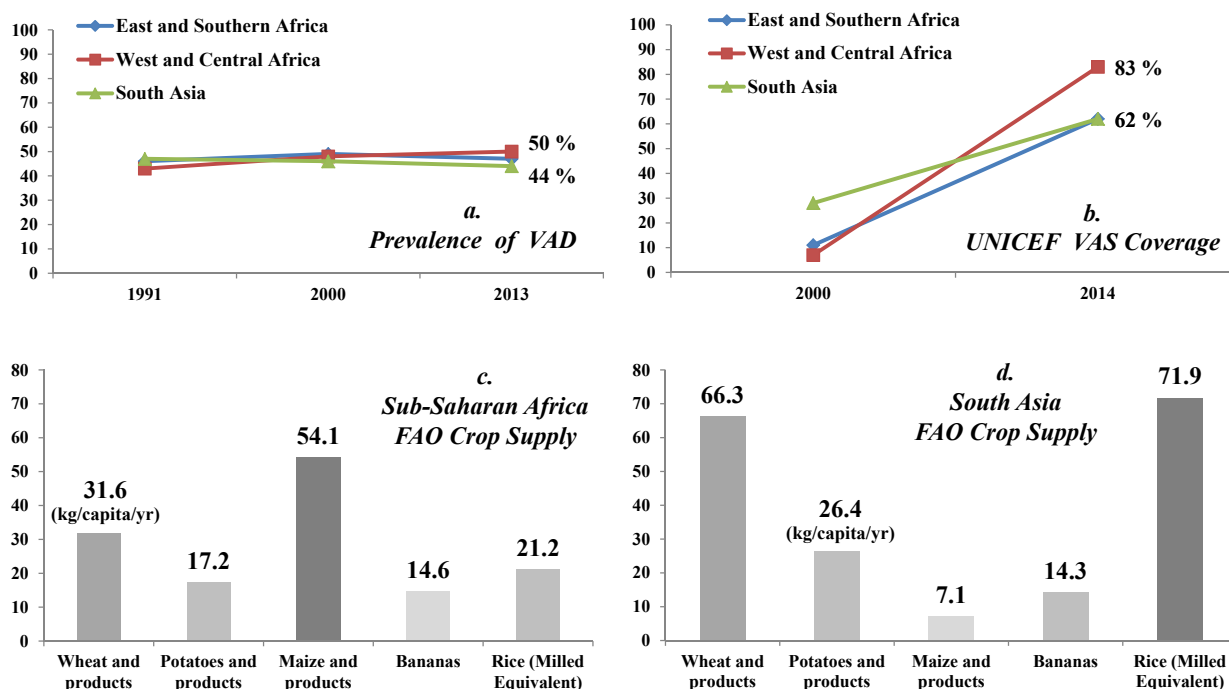 100
90
80
70
60
50
40
30
20
10
0
East and Southern Africa
West and Central Africa
South Asia
50 %
44 %
a.
Prevalence of VAD
1991 2000 2013
100
90
80
70
60
50
40
30
20
10
0
East and Southern Africa
West and Central Africa
South Asia
83 %
62 %
b.
UNICEF VAS Coverage
2000 2014
80
70
60
50
40
30
20
10
0
c.
Sub-Saharan Africa
FAO Crop Supply
31.6
(kg/capita/yr)
17.2
54.1
14.6
21.2
Wheat and
products
Potatoes and
products
Maize and
products
Bananas
Rice (Milled
Equivalent)
80
70
60
50
40
30
20
10
0
d.
South Asia
FAO Crop Supply
66.3
26.4
(kg/capita/yr)
7.1
14.3
71.9
Wheat and
products
Potatoes and
products
Maize and
products
Bananas
Rice (Milled
Equivalent)